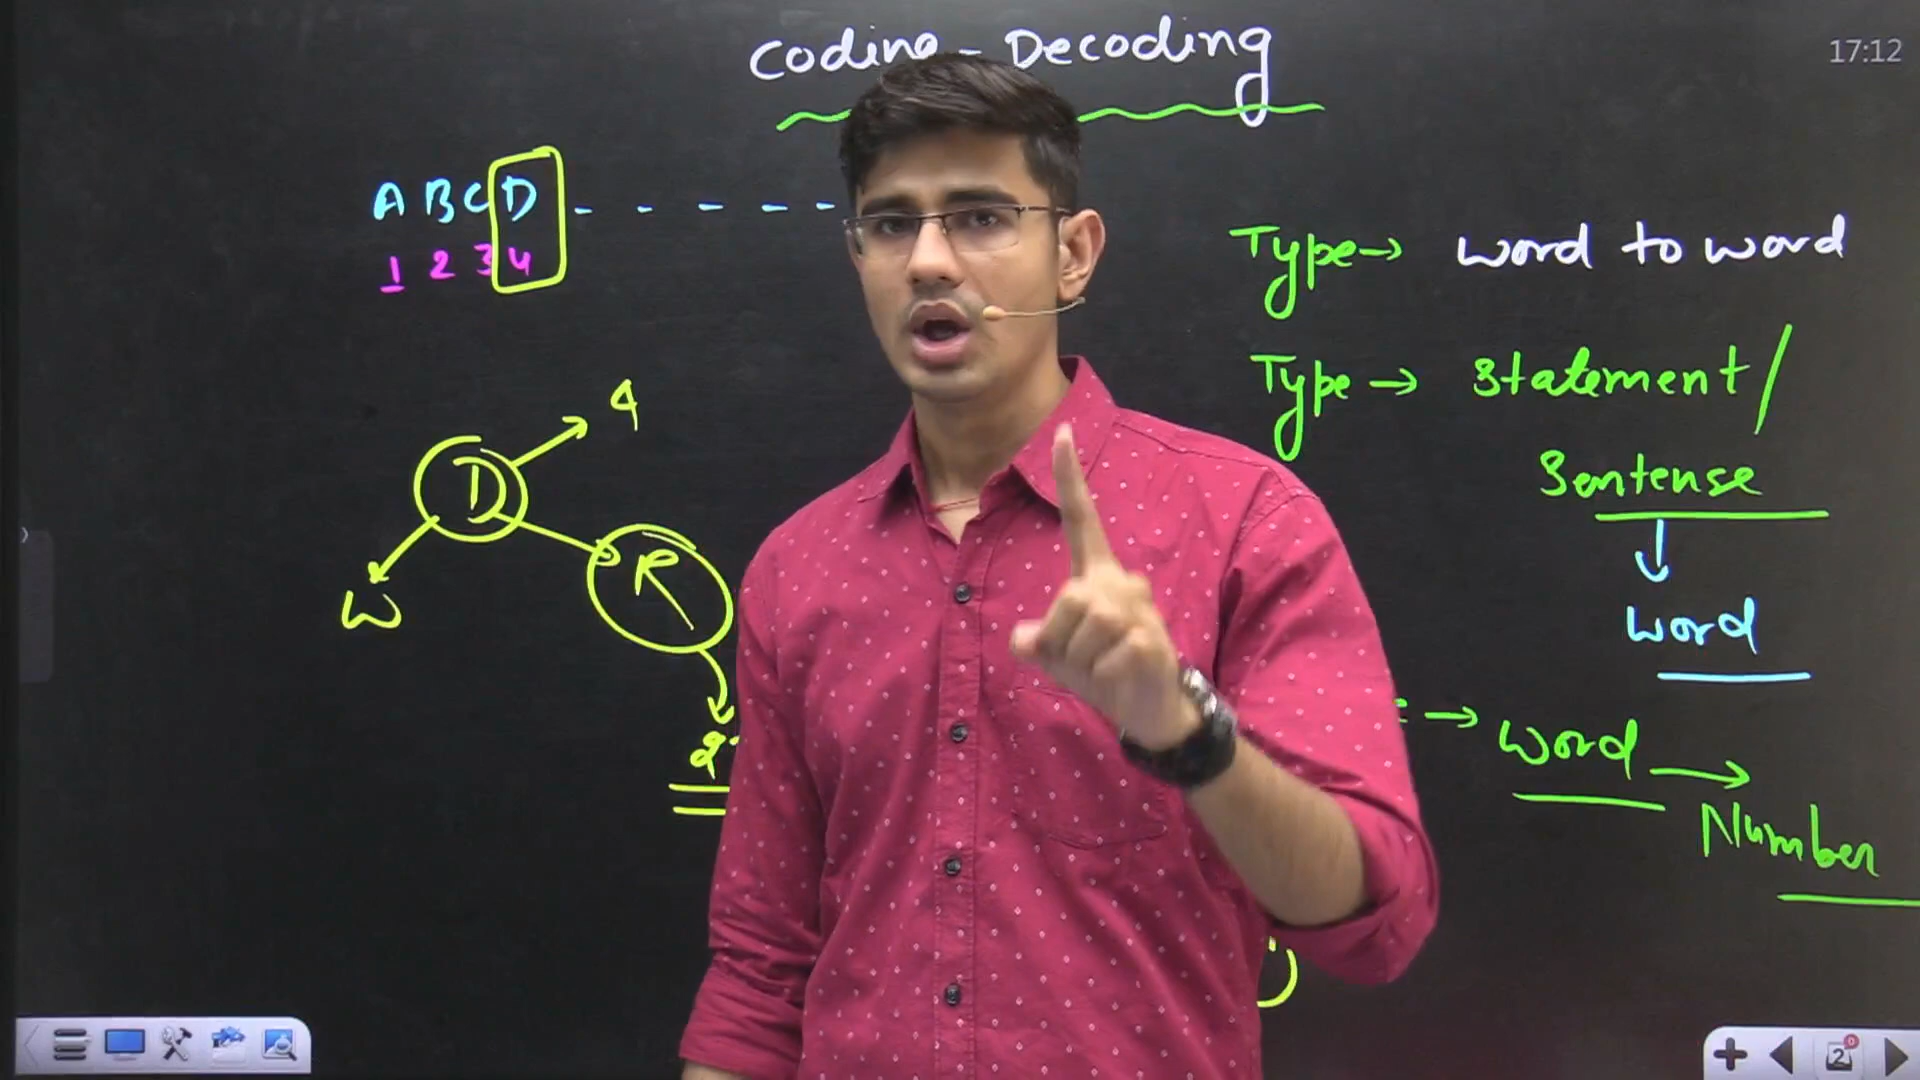 Coding - Decoding
17:12
A B C D - - - - -
1 2 3 4
Type → word to word
Type → Statement/
Sentense
↓
word
→ word → Number
D
4
W
R
2